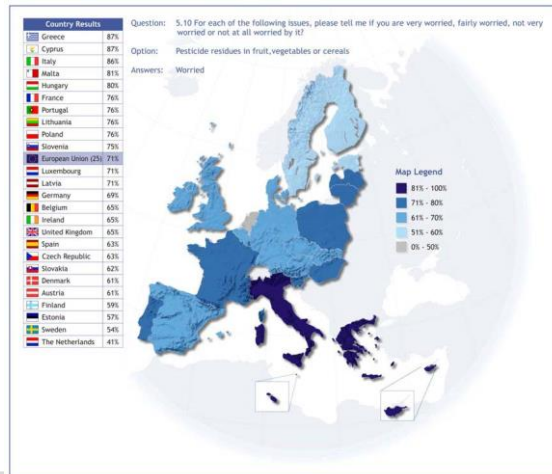 Country Results
Greece 87%
Cyprus 87%
Italy 86%
Malta 81%
Hungary 80%
France 76%
Portugal 76%
Lithuania 76%
Poland 76%
Slovenia 75%
European Union (25) 71%
Luxembourg 71%
Latvia 71%
Germany 69%
Belgium 65%
Ireland 65%
United Kingdom 65%
Spain 63%
Czech Republic 63%
Slovakia 62%
Denmark 61%
Austria 61%
Finland 59%
Estonia 57%
Sweden 54%
The Netherlands 41%
Question: 5.10 For each of the following issues, please tell me if you are very worried, fairly worried, not very
worried or not at all worried by it?
Option: Pesticide residues in fruit,vegetables or cereals
Answers: Worried
Map Legend
81% - 100%
71% - 80%
61% - 70%
51% - 60%
0% - 50%